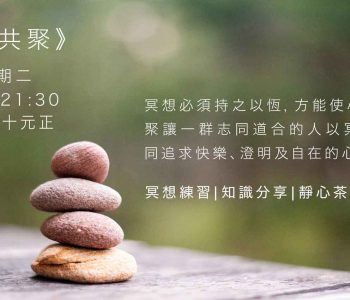 共聚》
期二
21:30
十元正
冥想必須持之以恆, 方能使
聚讓一群志同道合的人以
同追求快樂、澄明及自在的心
冥想練習|知識分享|靜心茶